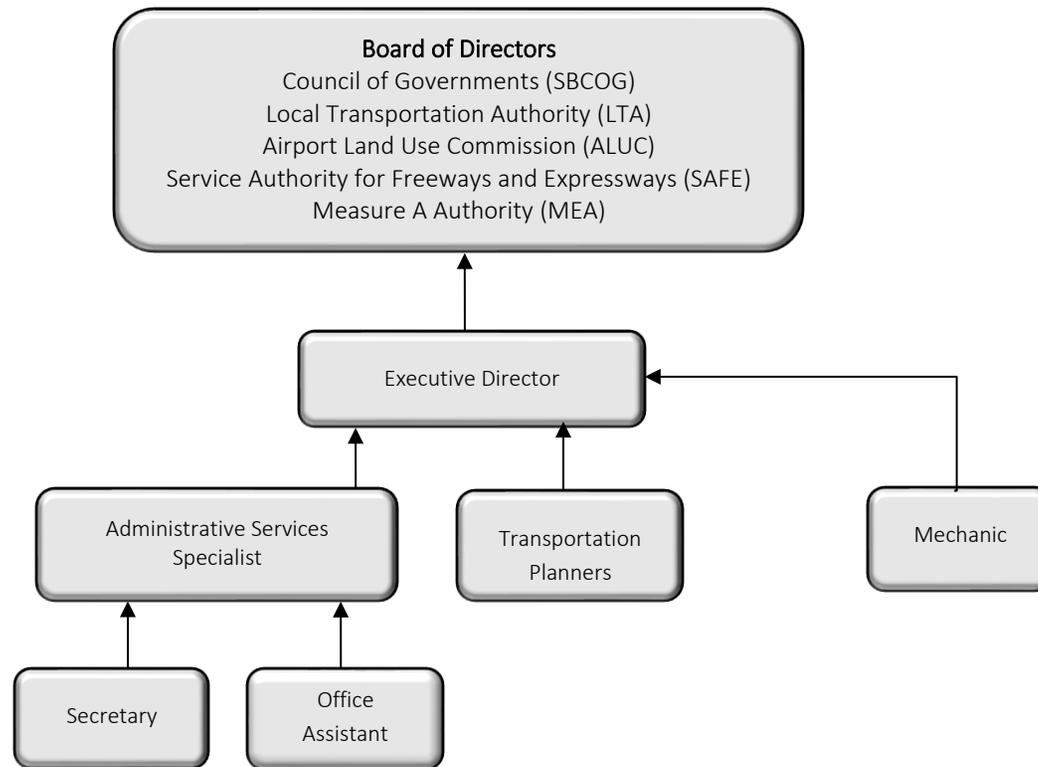 Board of Directors
Council of Governments (SBCOG)
Local Transportation Authority (LTA)
Airport Land Use Commission (ALUC)
Service Authority for Freeways and Expressways (SAFE)
Measure A Authority (MEA)
Executive Director
Administrative Services
Specialist
Transportation
Planners
Mechanic
Secretary
Office
Assistant